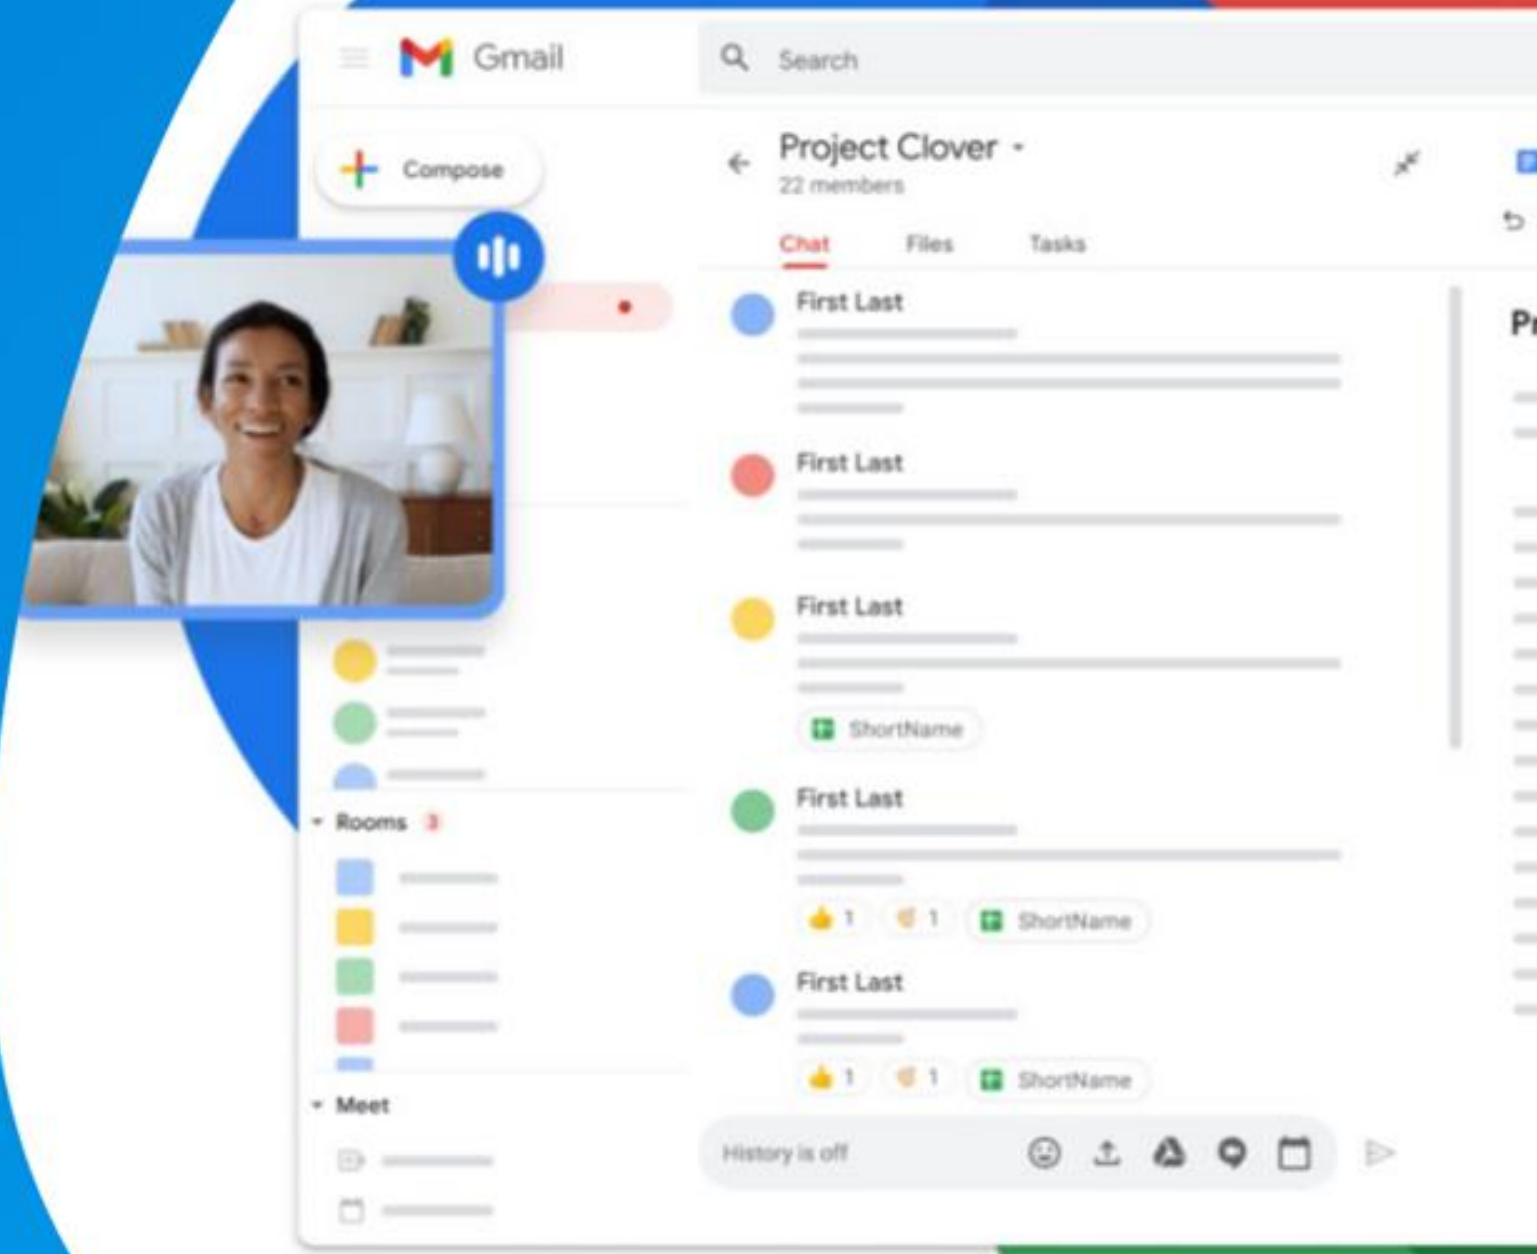 Gmail
Search
Compose
Project Clover
22 members
Chat Files Tasks
First Last
First Last
First Last
ShortName
First Last
1 1 ShortName
First Last
1 1 ShortName
History is off
Rooms 3
Meet
Pr